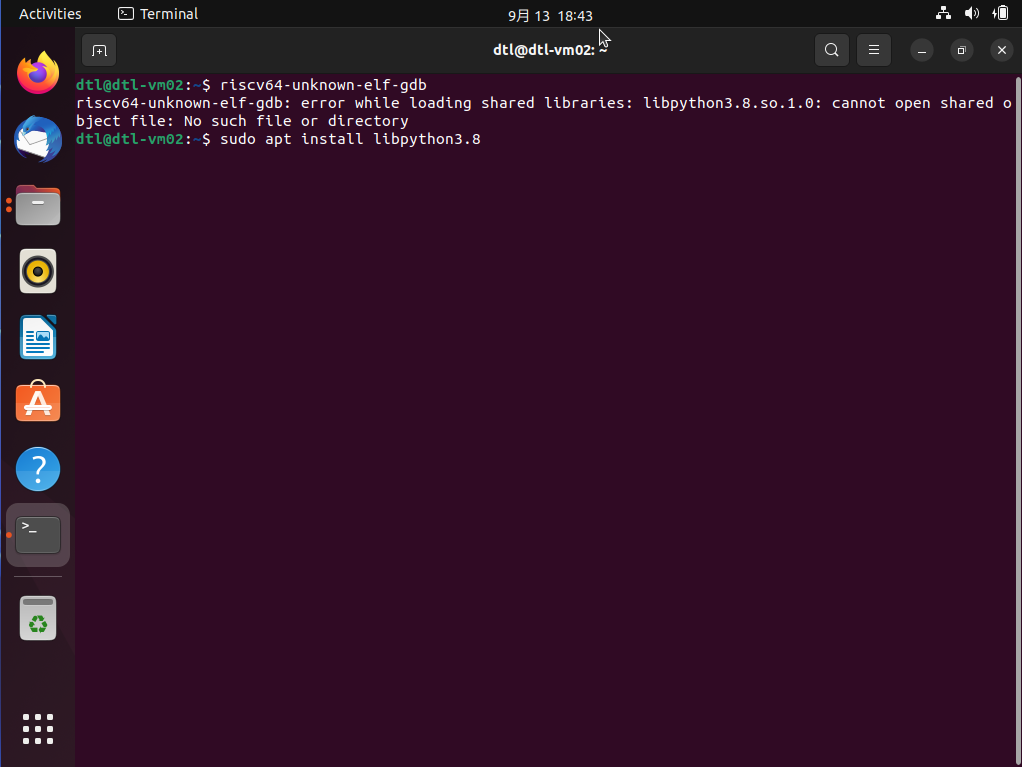 Activities
Terminal
9月 13 18:43
dtl@dtl-vm02: ~
dtl@dtl-vm02:~$ riscv64-unknown-elf-gdb
riscv64-unknown-elf-gdb: error while loading shared libraries: libpython3.8.so.1.0: cannot open shared o
bject file: No such file or directory
dtl@dtl-vm02:~$ sudo apt install libpython3.8